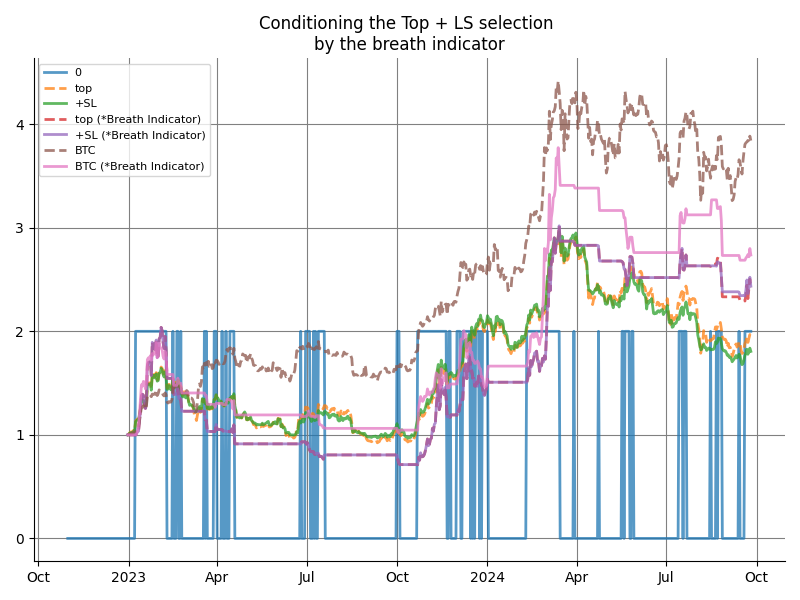 Conditioning the Top + LS selection
by the breath indicator
0
top
+SL
top (*Breath Indicator)
+SL (*Breath Indicator)
BTC
BTC (*Breath Indicator)
4
3
2
1
0
Oct 2023 Apr Jul Oct 2024 Apr Jul Oct